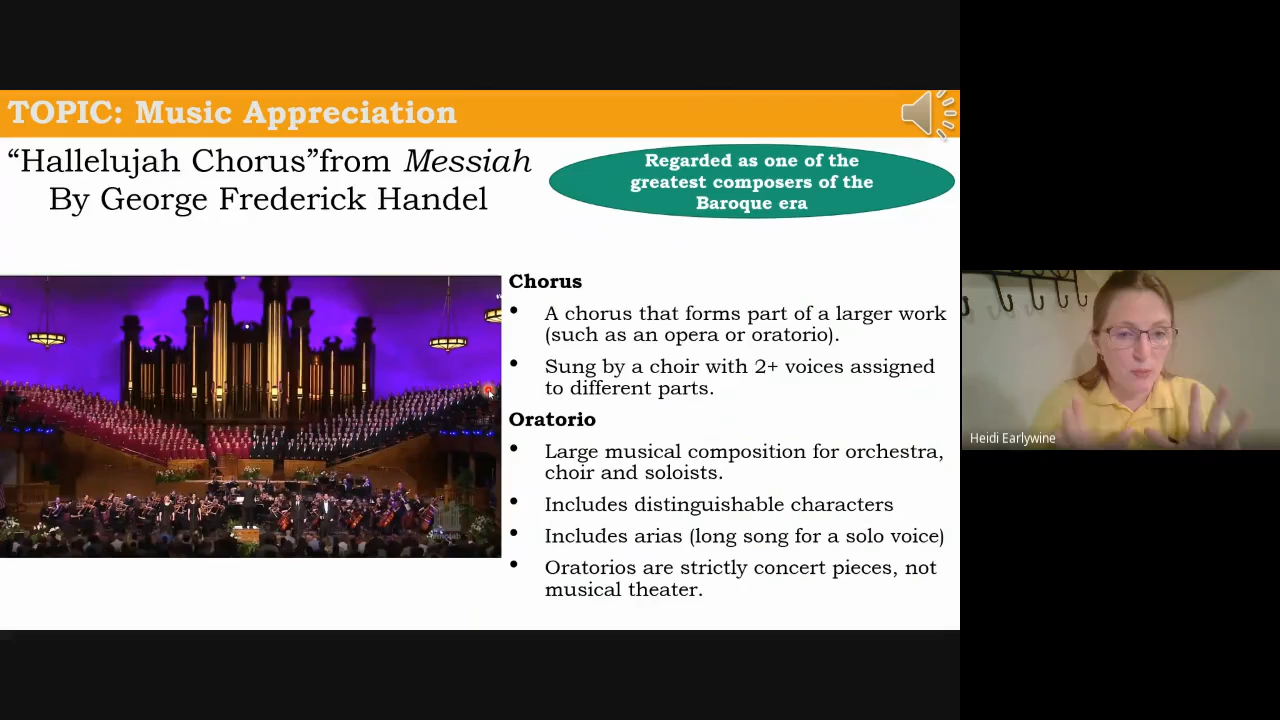 TOPIC: Music Appreciation
“Hallelujah Chorus”from Messiah
By George Frederick Handel
Regarded as one of the
greatest composers of the
Baroque era
Chorus
• A chorus that forms part of a larger work
(such as an opera or oratorio).
• Sung by a choir with 2+ voices assigned
to different parts.
Oratorio
• Large musical composition for orchestra,
choir and soloists.
• Includes distinguishable characters
• Includes arias (long song for a solo voice)
• Oratorios are strictly concert pieces, not
musical theater.
Heidi Earlywine